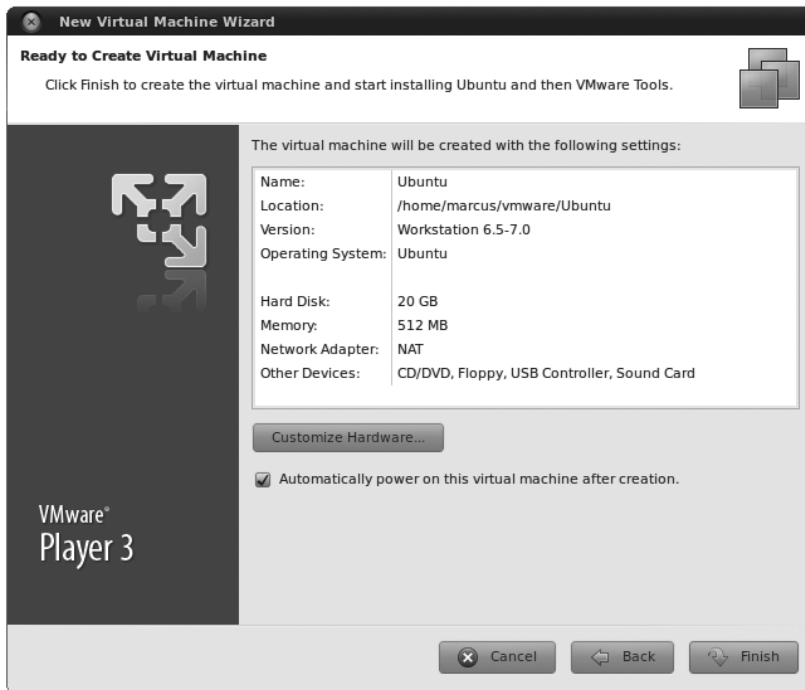 New Virtual Machine Wizard
Ready to Create Virtual Machine
Click Finish to create the virtual machine and start installing Ubuntu and then VMware Tools.
The virtual machine will be created with the following settings:
Name: Ubuntu
Location: /home/marcus/vmware/Ubuntu
Version: Workstation 6.5-7.0
Operating System: Ubuntu
Hard Disk: 20 GB
Memory: 512 MB
Network Adapter: NAT
Other Devices: CD/DVD, Floppy, USB Controller, Sound Card
Customize Hardware...
Automatically power on this virtual machine after creation.
VMware®
Player 3
Cancel Back Finish